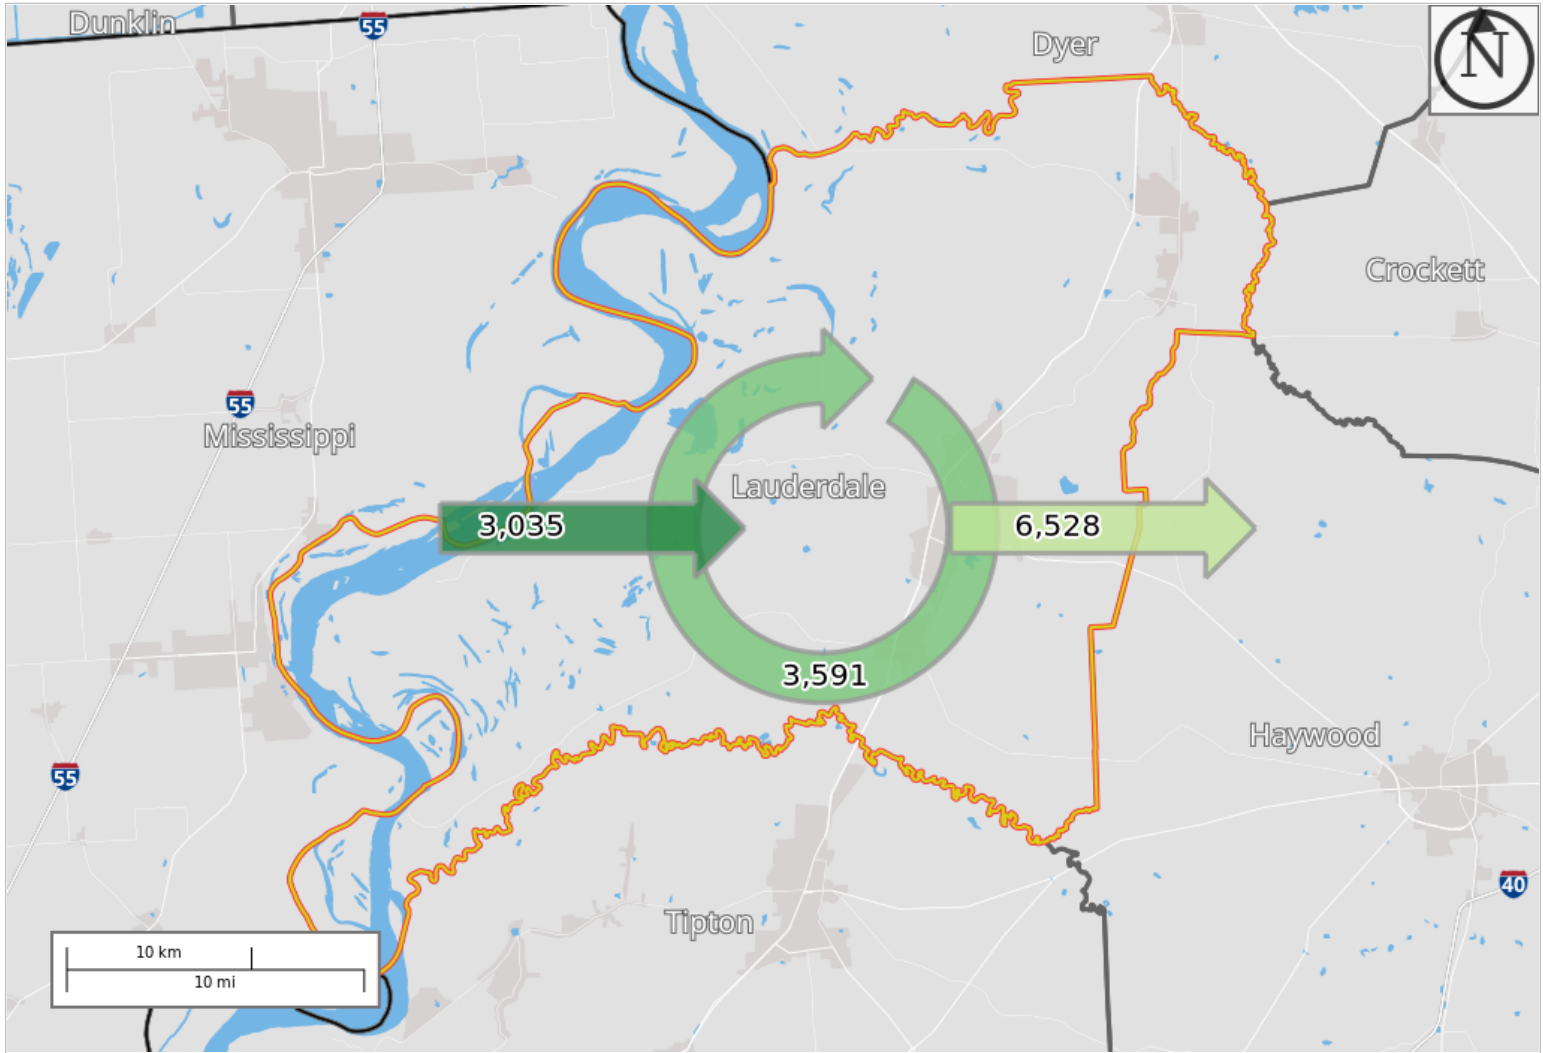 Dunklin
55
Dyer
N
Crockett
55
Mississippi
Lauderdale
3,035
6,528
3,591
Haywood
55
40
Tipton
10 km
10 mi